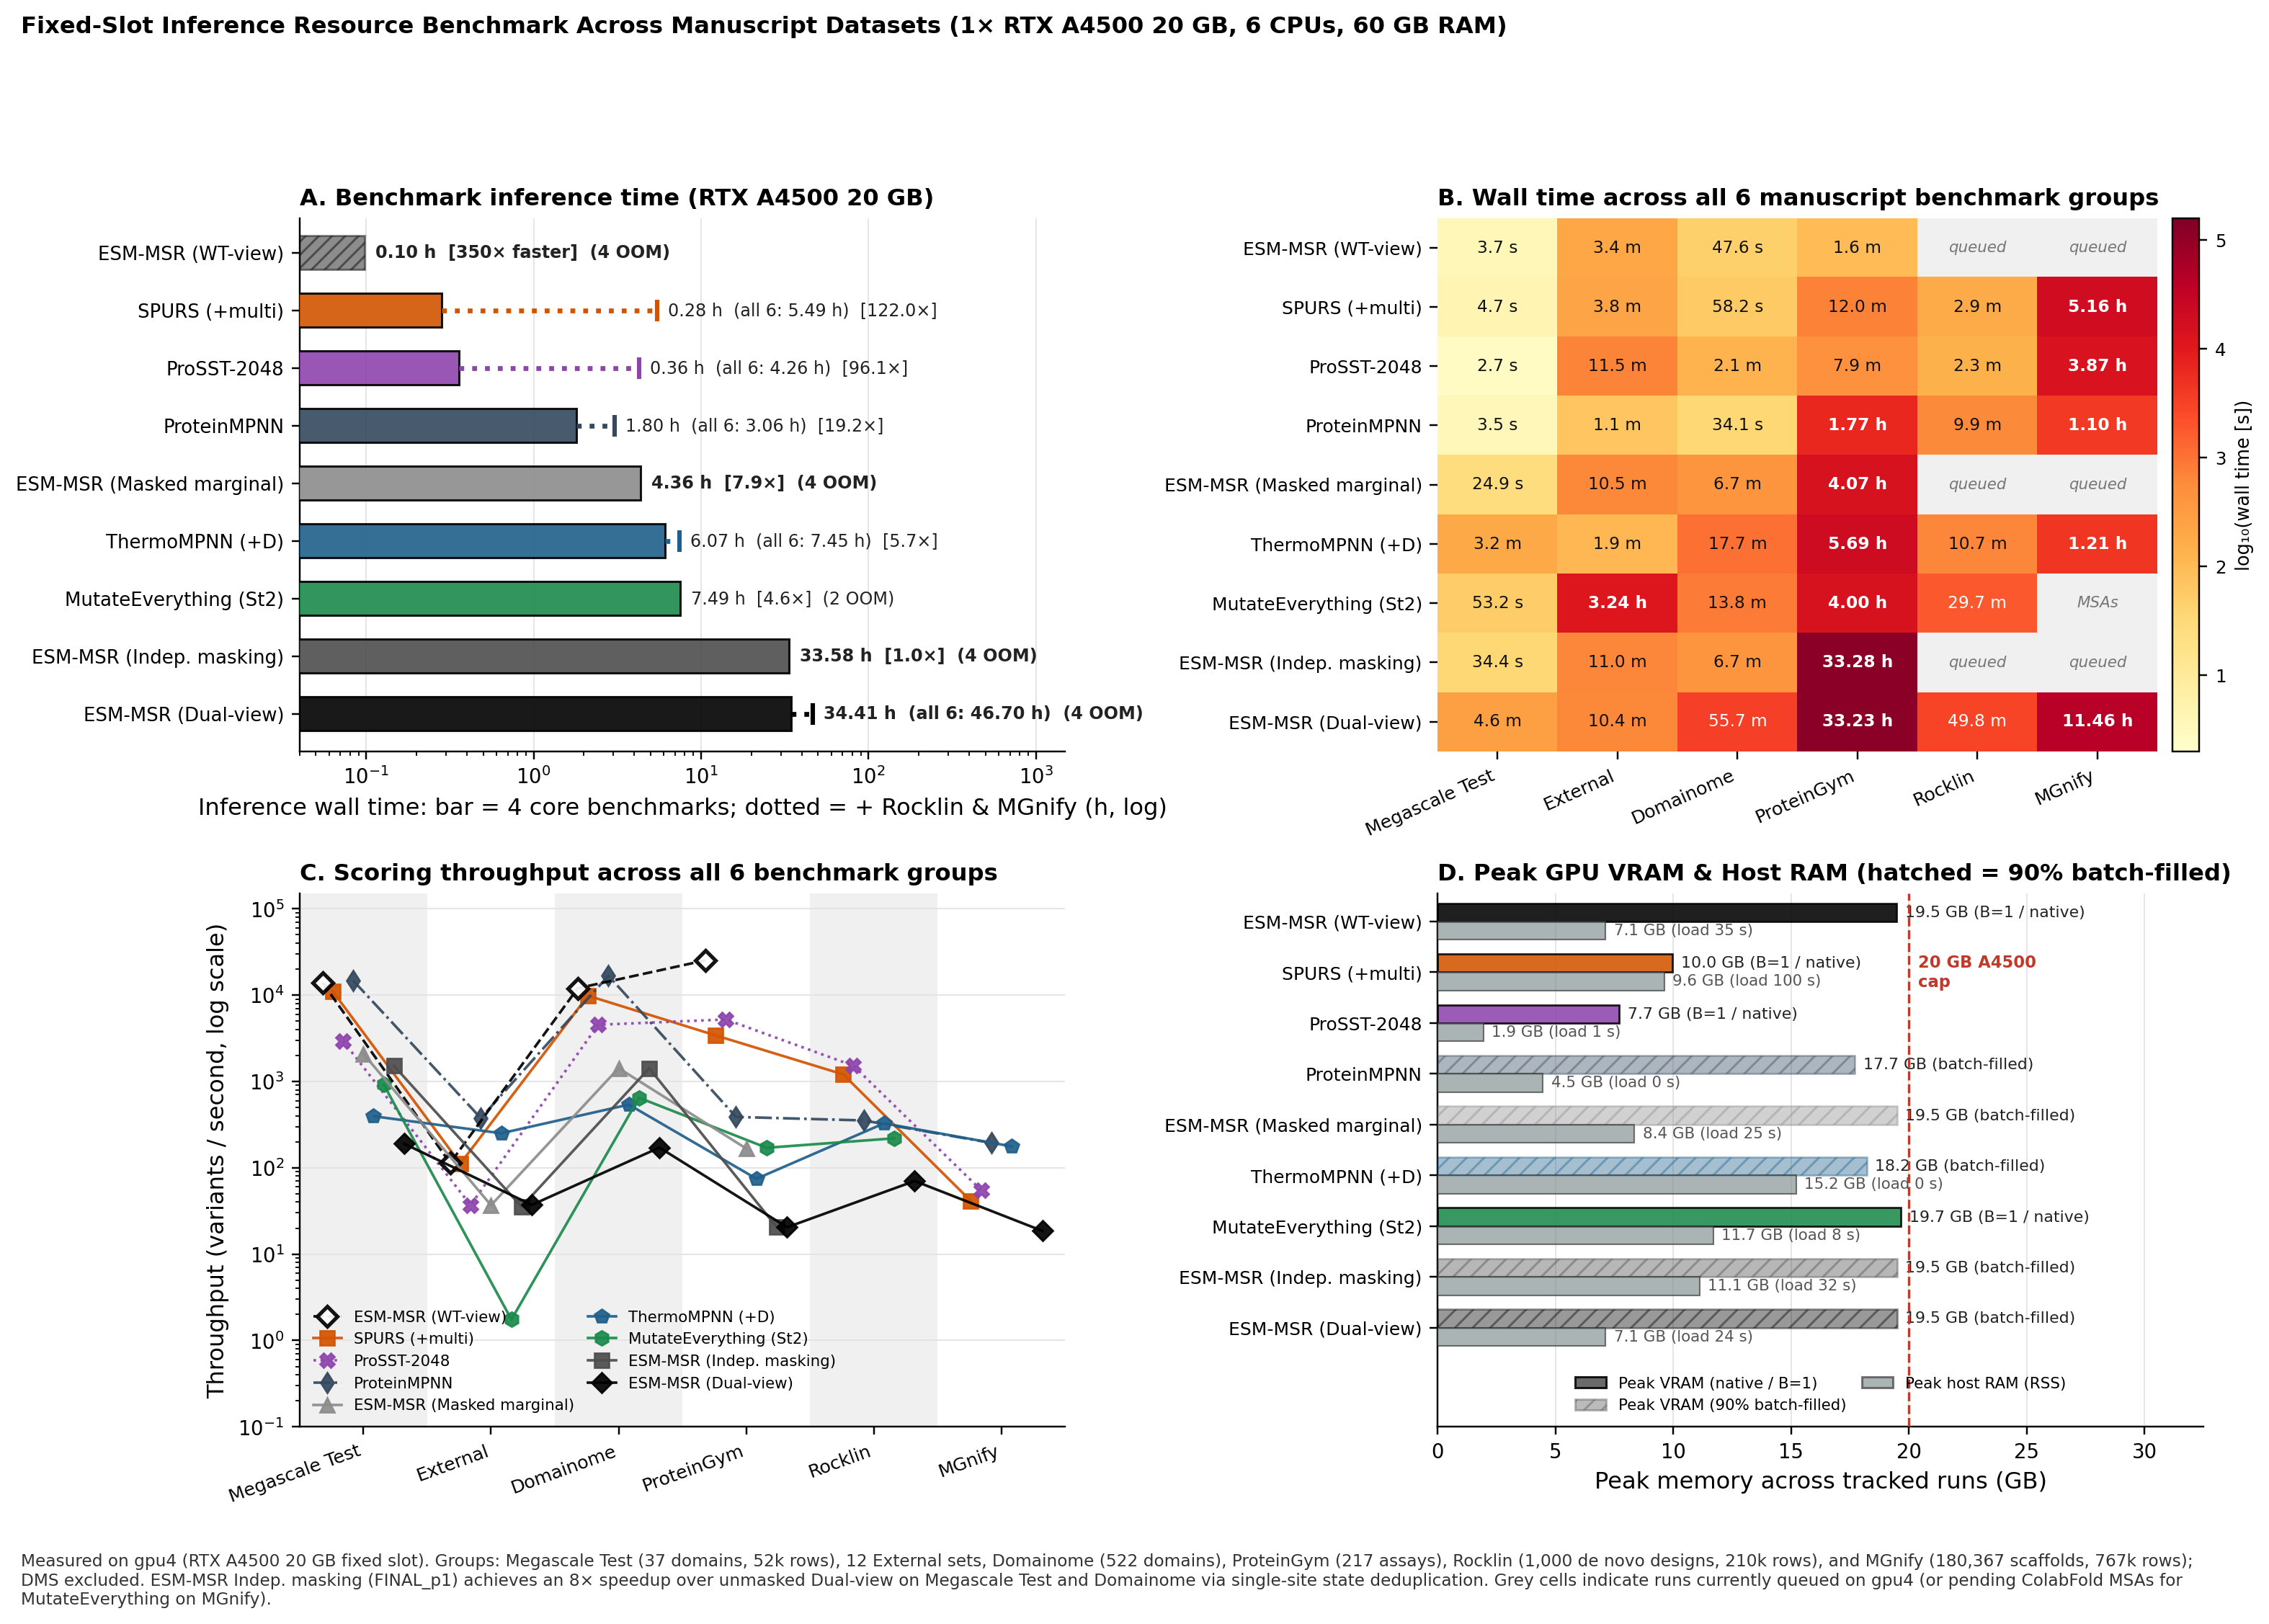 Fixed-Slot Inference Resource Benchmark Across Manuscript Datasets (1× RTX A4500 20 GB, 6 CPUs, 60 GB RAM)
A. Benchmark inference time (RTX A4500 20 GB)
ESM-MSR (WT-view)
0.10 h [350× faster] (4 OOM)
SPURS (+multi)
0.28 h (all 6: 5.49 h) [122.0×]
ProSST-2048
0.36 h (all 6: 4.26 h) [96.1×]
ProteinMPNN
1.80 h (all 6: 3.06 h) [19.2×]
ESM-MSR (Masked marginal)
4.36 h [7.9×] (4 OOM)
ThermoMPNN (+D)
6.07 h (all 6: 7.45 h) [5.7×]
MutateEverything (St2)
7.49 h [4.6×] (2 OOM)
ESM-MSR (Indep. masking)
33.58 h [1.0×] (4 OOM)
ESM-MSR (Dual-view)
34.41 h (all 6: 46.70 h) (4 OOM)
10⁻¹ 10⁰ 10¹ 10² 10³
Inference wall time: bar = 4 core benchmarks; dotted = + Rocklin & MGnify (h, log)
B. Wall time across all 6 manuscript benchmark groups
ESM-MSR (WT-view) 3.7 s 3.4 m 47.6 s 1.6 m queued queued
SPURS (+multi) 4.7 s 3.8 m 58.2 s 12.0 m 2.9 m 5.16 h
ProSST-2048 2.7 s 11.5 m 2.1 m 7.9 m 2.3 m 3.87 h
ProteinMPNN 3.5 s 1.1 m 34.1 s 1.77 h 9.9 m 1.10 h
ESM-MSR (Masked marginal) 24.9 s 10.5 m 6.7 m 4.07 h queued queued
ThermoMPNN (+D) 3.2 m 1.9 m 17.7 m 5.69 h 10.7 m 1.21 h
MutateEverything (St2) 53.2 s 3.24 h 13.8 m 4.00 h 29.7 m MSAs
ESM-MSR (Indep. masking) 34.4 s 11.0 m 6.7 m 33.28 h queued queued
ESM-MSR (Dual-view) 4.6 m 10.4 m 55.7 m 33.23 h 49.8 m 11.46 h
Megascale Test External Domainome ProteinGym Rocklin MGnify
5
4
3
2
1
log₁₀(wall time [s])
C. Scoring throughput across all 6 benchmark groups
Throughput (variants / second, log scale)
10⁵
10⁴
10³
10²
10¹
10⁰
10⁻¹
ESM-MSR (WT-view)
SPURS (+multi)
ProSST-2048
ProteinMPNN
ESM-MSR (Masked marginal)
ThermoMPNN (+D)
MutateEverything (St2)
ESM-MSR (Indep. masking)
ESM-MSR (Dual-view)
Megascale Test External Domainome ProteinGym Rocklin MGnify
D. Peak GPU VRAM & Host RAM (hatched = 90% batch-filled)
ESM-MSR (WT-view)
19.5 GB (B=1 / native)
7.1 GB (load 35 s)
SPURS (+multi)
10.0 GB (B=1 / native)
9.6 GB (load 100 s)
20 GB A4500
cap
ProSST-2048
7.7 GB (B=1 / native)
1.9 GB (load 1 s)
ProteinMPNN
17.7 GB (batch-filled)
4.5 GB (load 0 s)
ESM-MSR (Masked marginal)
19.5 GB (batch-filled)
8.4 GB (load 25 s)
ThermoMPNN (+D)
18.2 GB (batch-filled)
15.2 GB (load 0 s)
MutateEverything (St2)
19.7 GB (B=1 / native)
11.7 GB (load 8 s)
ESM-MSR (Indep. masking)
19.5 GB (batch-filled)
11.1 GB (load 32 s)
ESM-MSR (Dual-view)
19.5 GB (batch-filled)
7.1 GB (load 24 s)
Peak VRAM (native / B=1)
Peak VRAM (90% batch-filled)
Peak host RAM (RSS)
0 5 10 15 20 25 30
Peak memory across tracked runs (GB)
Measured on gpu4 (RTX A4500 20 GB fixed slot). Groups: Megascale Test (37 domains, 52k rows), 12 External sets, Domainome (522 domains), ProteinGym (217 assays), Rocklin (1,000 de novo designs, 210k rows), and MGnify (180,367 scaffolds, 767k rows);
DMS excluded. ESM-MSR Indep. masking (FINAL_p1) achieves an 8× speedup over unmasked Dual-view on Megascale Test and Domainome via single-site state deduplication. Grey cells indicate runs currently queued on gpu4 (or pending ColabFold MSAs for
MutateEverything on MGnify).